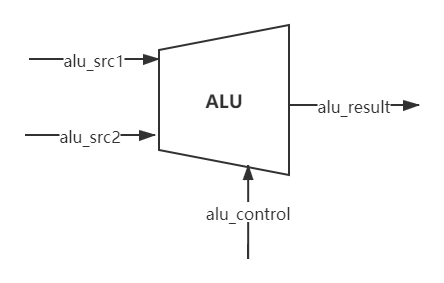 alu_src1
ALU
alu_result
alu_src2
alu_control